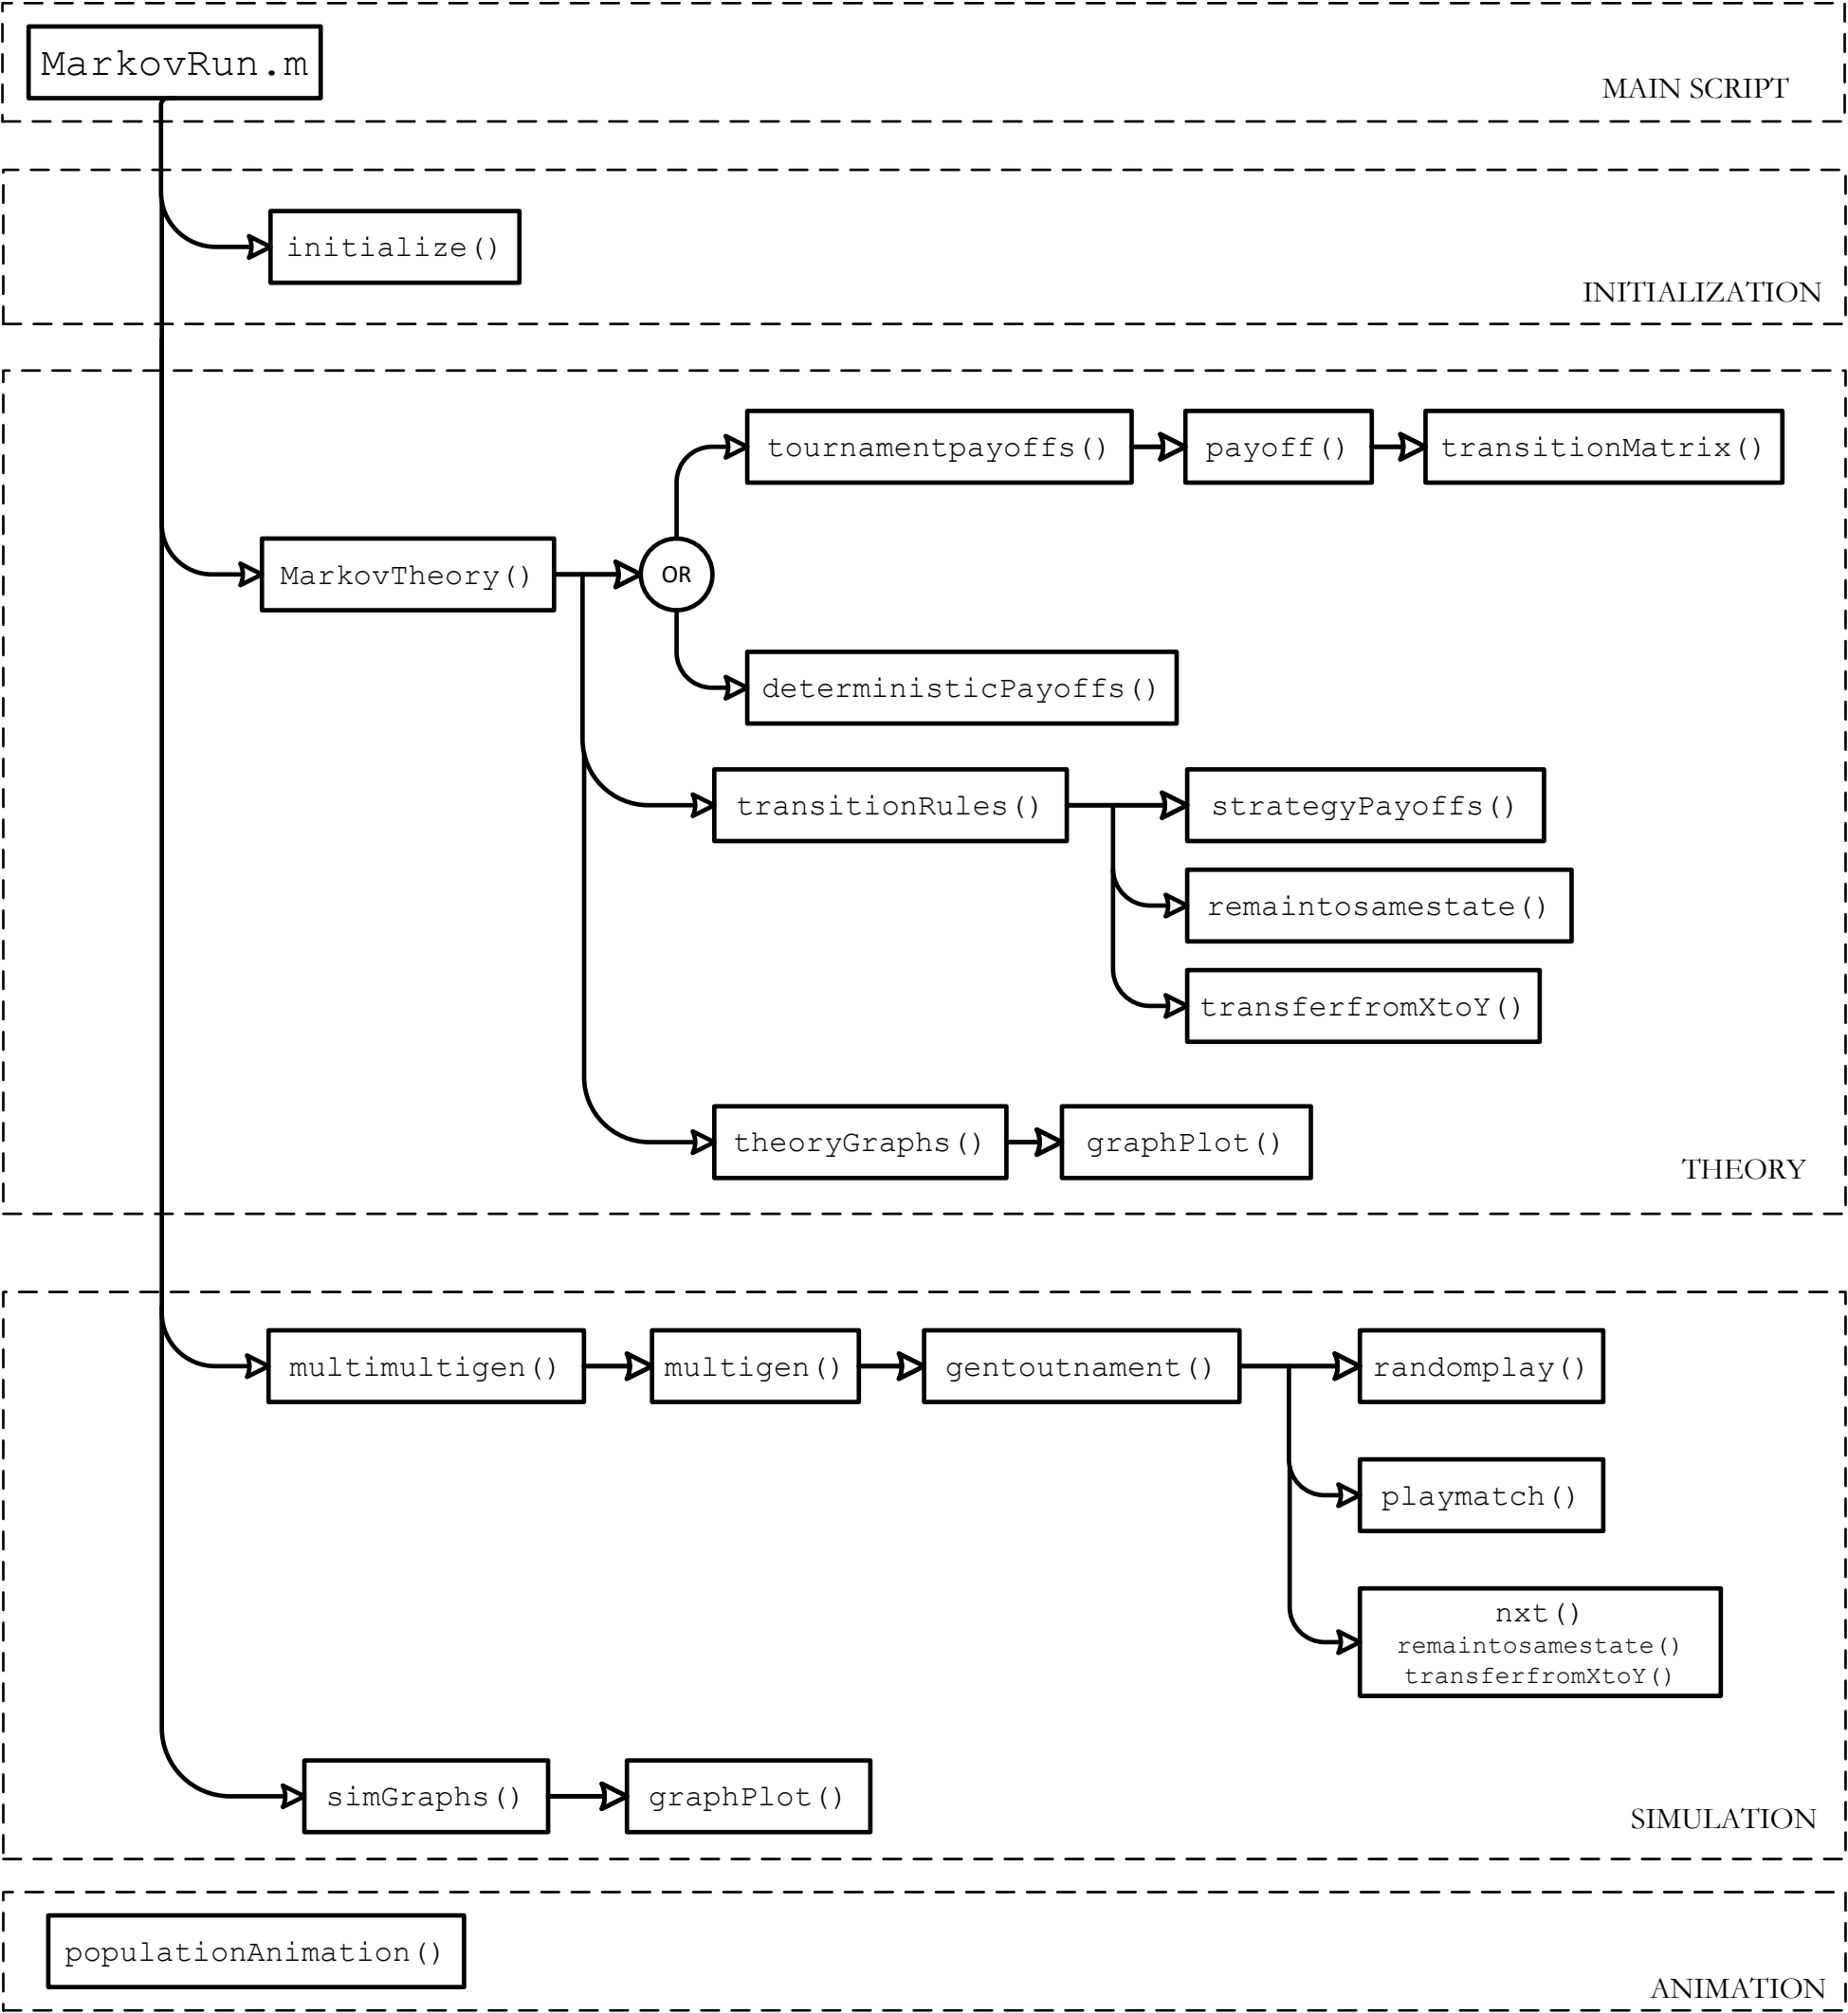 MarkovRun.m
MAIN SCRIPT
initialize()
INITIALIZATION
tournamentpayoffs()
payoff()
transitionMatrix()
MarkovTheory()
OR
deterministicPayoffs()
transitionRules()
strategyPayoffs()
remaintosamestate()
transferfromXtoY()
theoryGraphs()
graphPlot()
THEORY
multimultigen()
multigen()
gentoutnament()
randomplay()
playmatch()
nxt()
remaintosamestate()
transferfromXtoY()
simGraphs()
graphPlot()
SIMULATION
populationAnimation()
ANIMATION